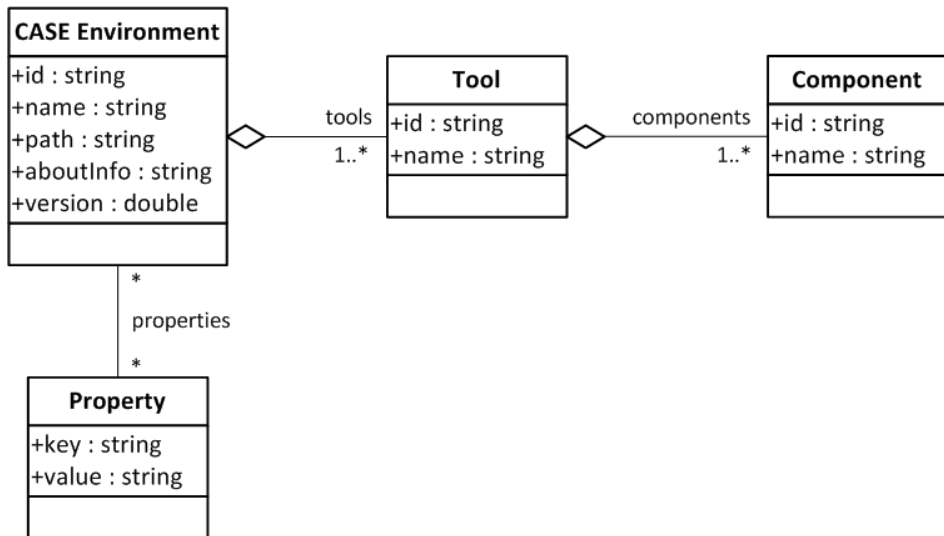 CASE Environment
+id : string
+name : string
+path : string
+aboutInfo : string
+version : double
tools
1..*
Tool
+id : string
+name : string
components
1..*
Component
+id : string
+name : string
*
properties
*
Property
+key : string
+value : string